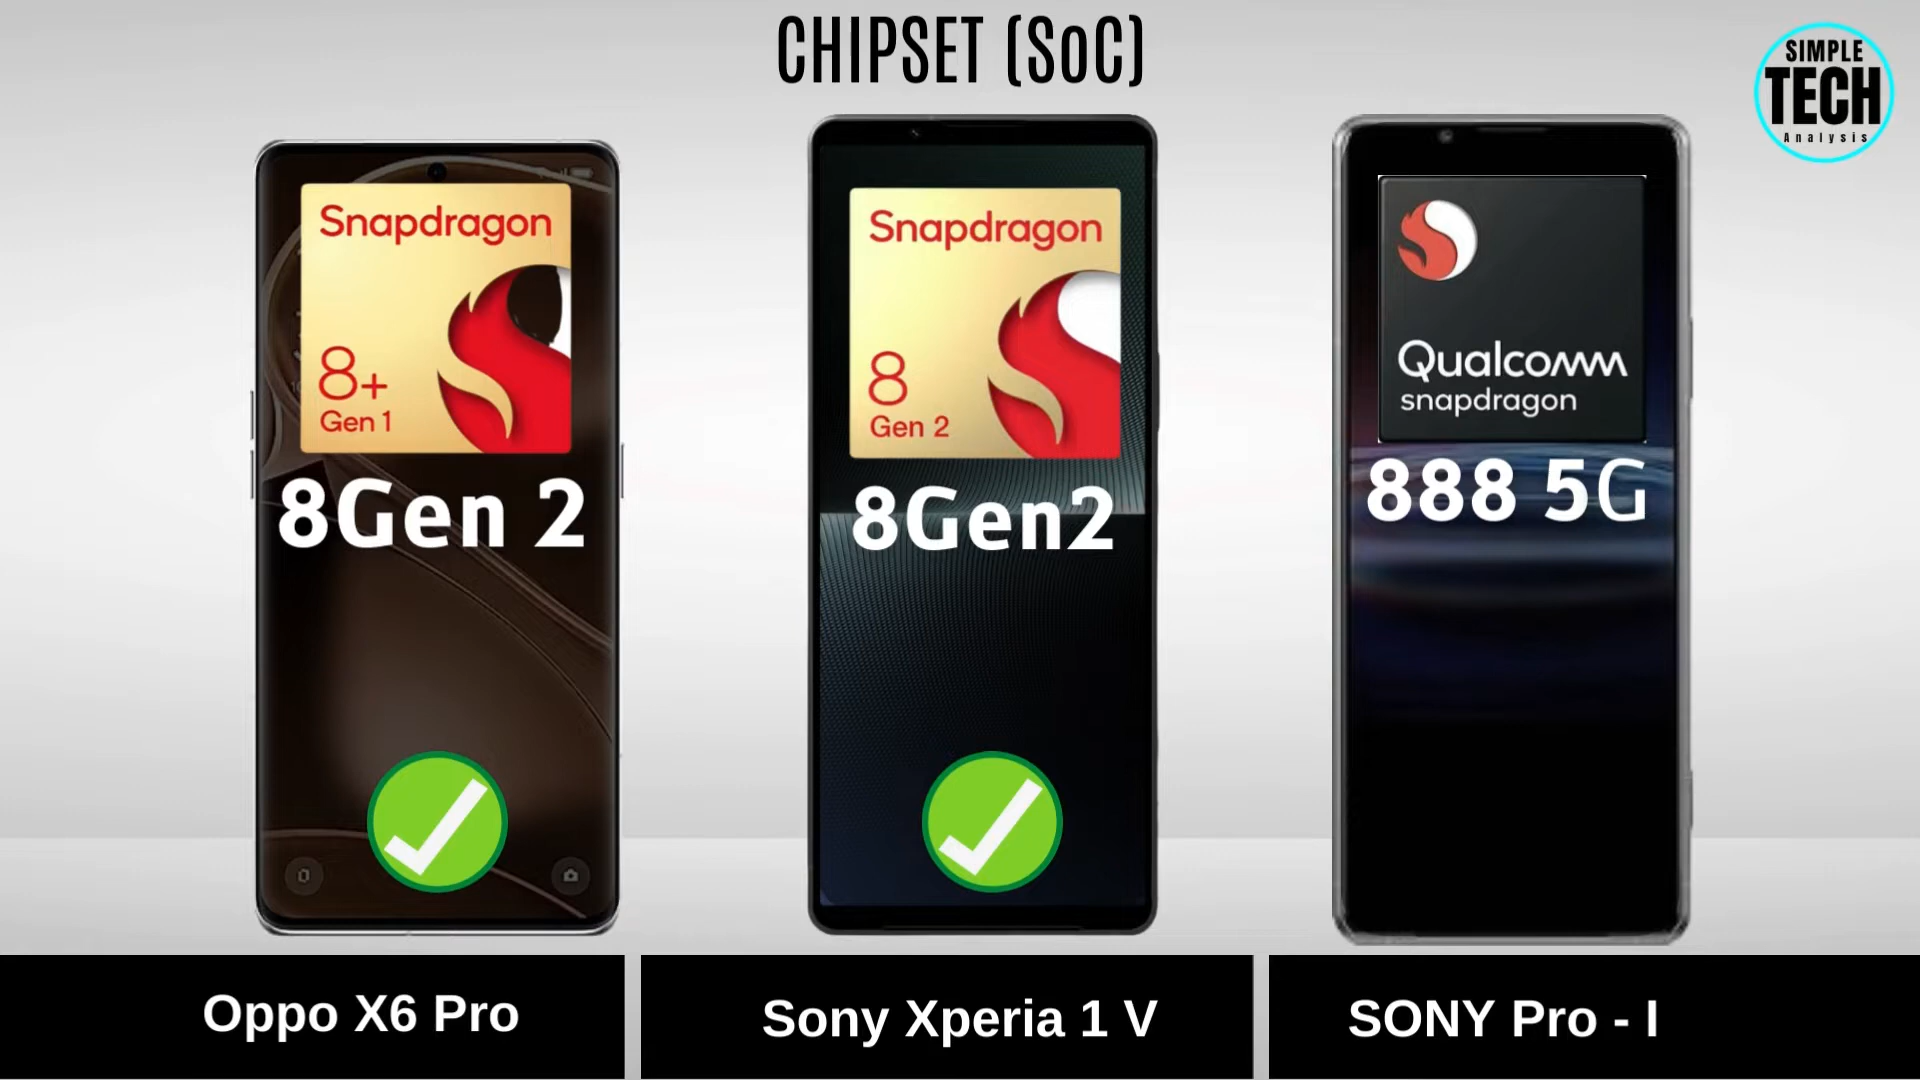 CHIPSET (SoC)
SIMPLE
TECH
Analysis
Snapdragon
8+
Gen 1
8Gen 2
Snapdragon
8
Gen 2
8Gen2
Qualcomm
snapdragon
888 5G
Oppo X6 Pro
Sony Xperia 1 V
SONY Pro - I